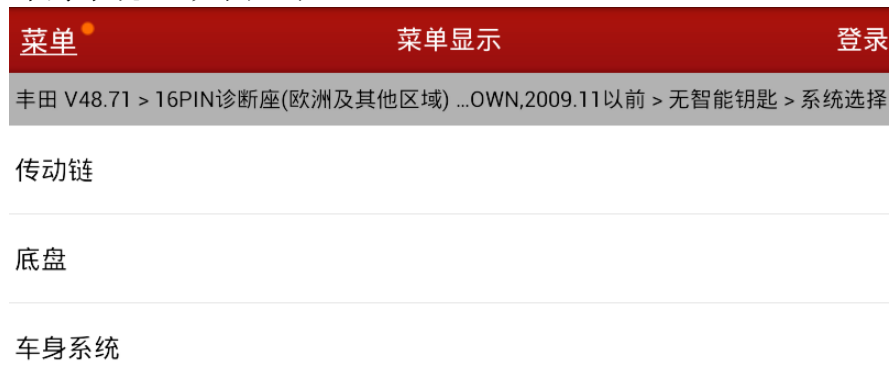 菜单 菜单显示 登录
丰田 V48.71 > 16PIN诊断座(欧洲及其他区域) ...OWN,2009.11以前 > 无智能钥匙 > 系统选择
传动链
底盘
车身系统